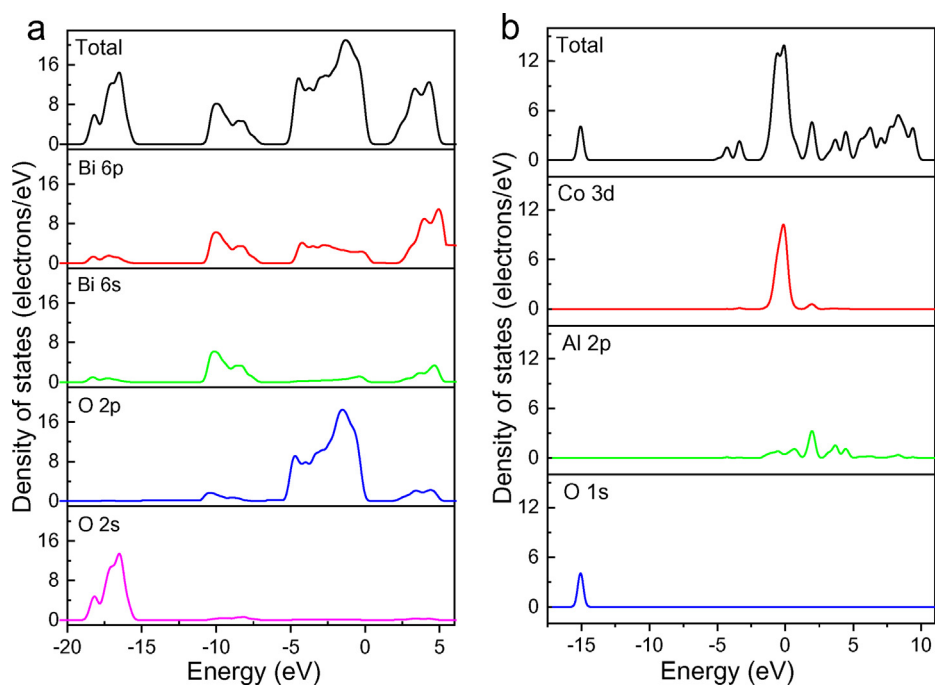 a
Total
16
8
0
Bi 6p
16
8
0
Bi 6s
16
8
0
O 2p
16
8
0
O 2s
16
8
0
-20 -15 -10 -5 0 5
Energy (eV)
Density of states (electrons/eV)
b
Total
12
6
0
Co 3d
12
6
0
Al 2p
12
6
0
O 1s
12
6
0
-15 -10 -5 0 5 10
Energy (eV)
Density of states (electrons/eV)